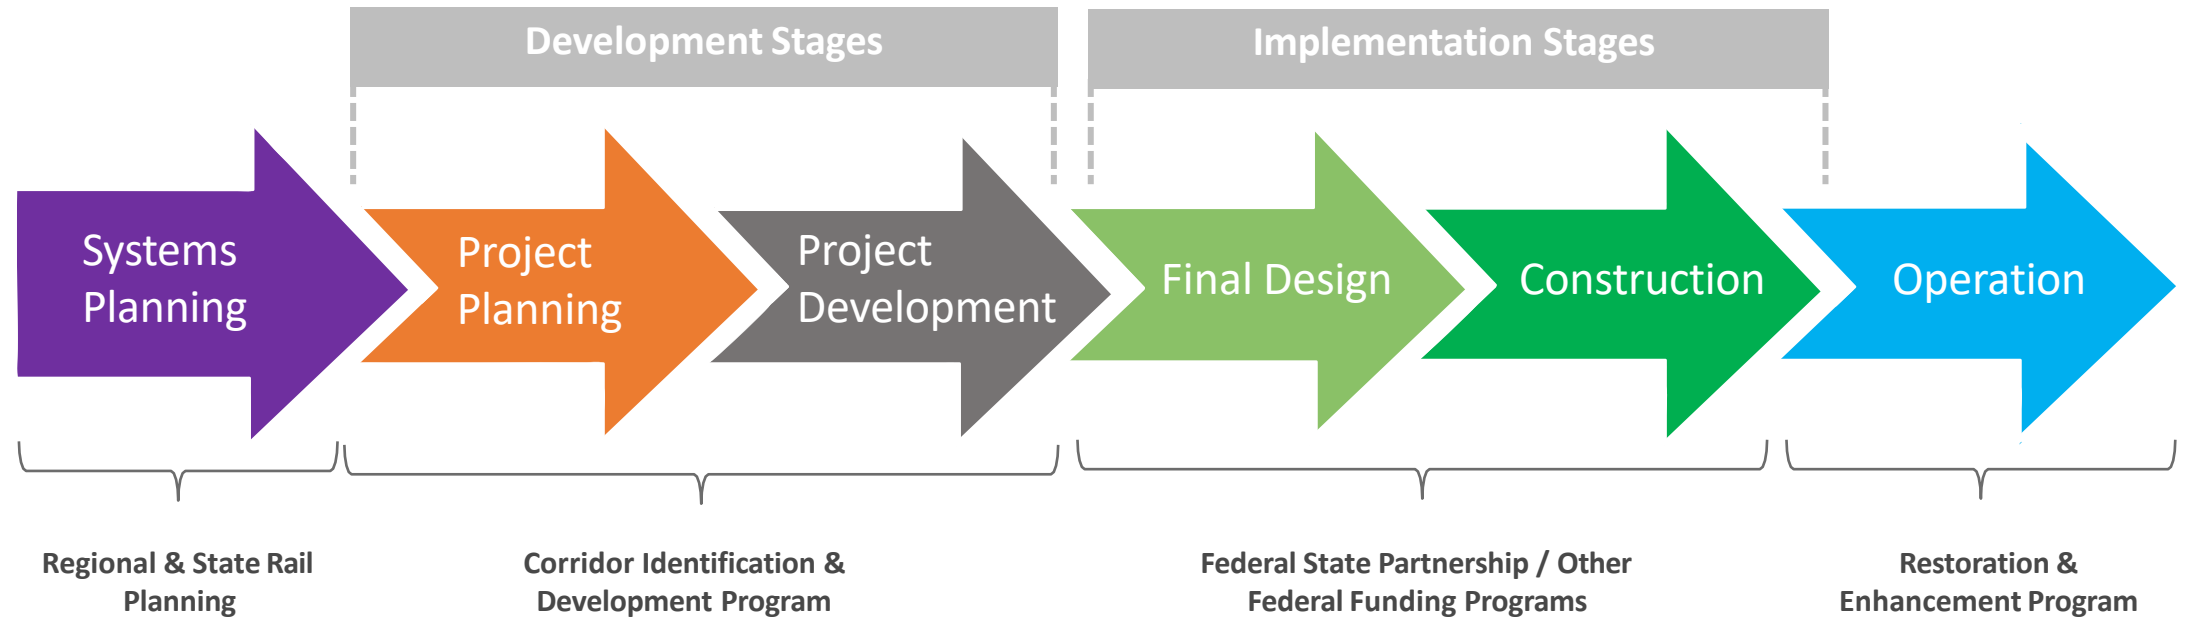 Development Stages
Implementation Stages
Systems
Planning
Project
Planning
Project
Development
Final Design
Construction
Operation
Regional & State Rail
Planning
Corridor Identification &
Development Program
Federal State Partnership / Other
Federal Funding Programs
Restoration &
Enhancement Program